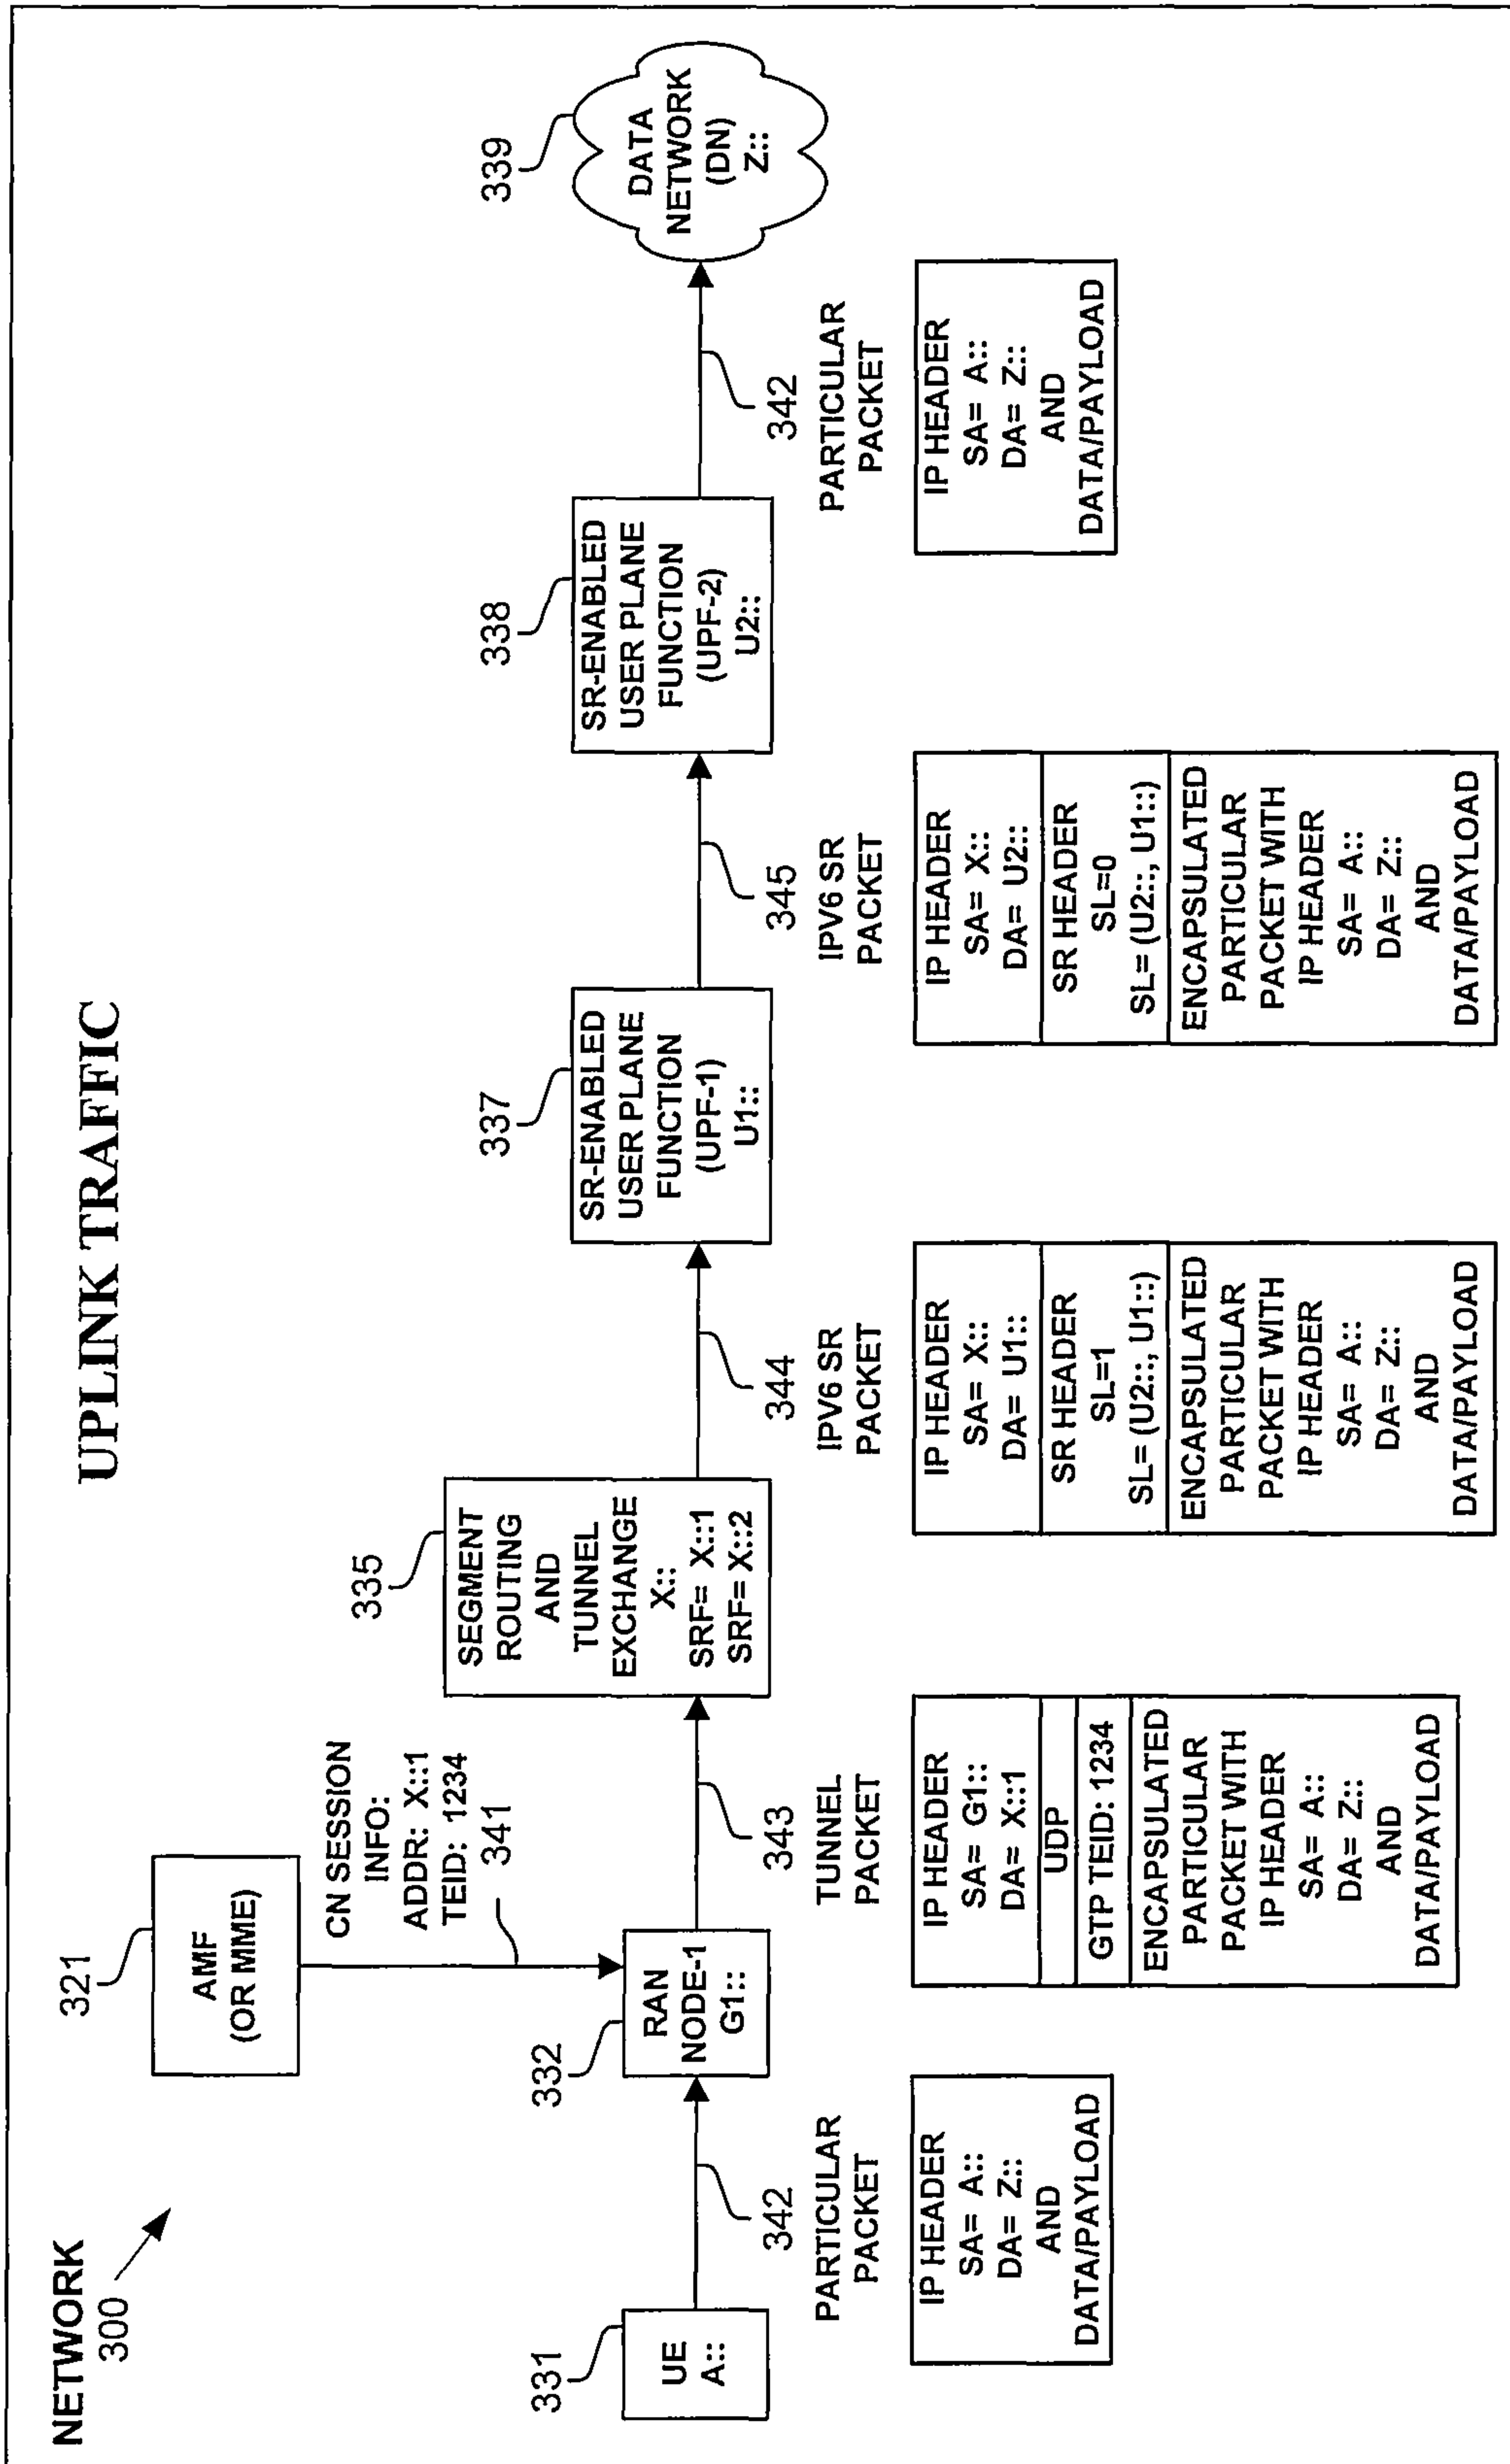 UPLINK TRAFFIC
NETWORK
300
321
AMF
(OR MME)
CN SESSION
INFO:
ADDR: X::1
TEID: 1234
341
331
UE
A::
342
PARTICULAR
PACKET
IP HEADER
SA= A::
DA= Z::
AND
DATA/PAYLOAD
332
RAN
NODE-1
G1::
343
TUNNEL
PACKET
IP HEADER
SA= G1::
DA= X::1
UDP
GTP TEID: 1234
ENCAPSULATED
PARTICULAR
PACKET WITH
IP HEADER
SA= A::
DA= Z::
AND
DATA/PAYLOAD
335
SEGMENT
ROUTING
AND
TUNNEL
EXCHANGE
X::
SRF= X::1
SRF= X::2
344
IPV6 SR
PACKET
IP HEADER
SA= X::
DA= U1::
SR HEADER
SL=1
SL= (U2::, U1::)
ENCAPSULATED
PARTICULAR
PACKET WITH
IP HEADER
SA= A::
DA= Z::
AND
DATA/PAYLOAD
337
SR-ENABLED
USER PLANE
FUNCTION
(UPF-1)
U1::
345
IPV6 SR
PACKET
IP HEADER
SA= X::
DA= U2::
SR HEADER
SL=0
SL= (U2::, U1::)
ENCAPSULATED
PARTICULAR
PACKET WITH
IP HEADER
SA= A::
DA= Z::
AND
DATA/PAYLOAD
338
SR-ENABLED
USER PLANE
FUNCTION
(UPF-2)
U2::
342
PARTICULAR
PACKET
IP HEADER
SA= A::
DA= Z::
AND
DATA/PAYLOAD
339
DATA
NETWORK
(DN)
Z::